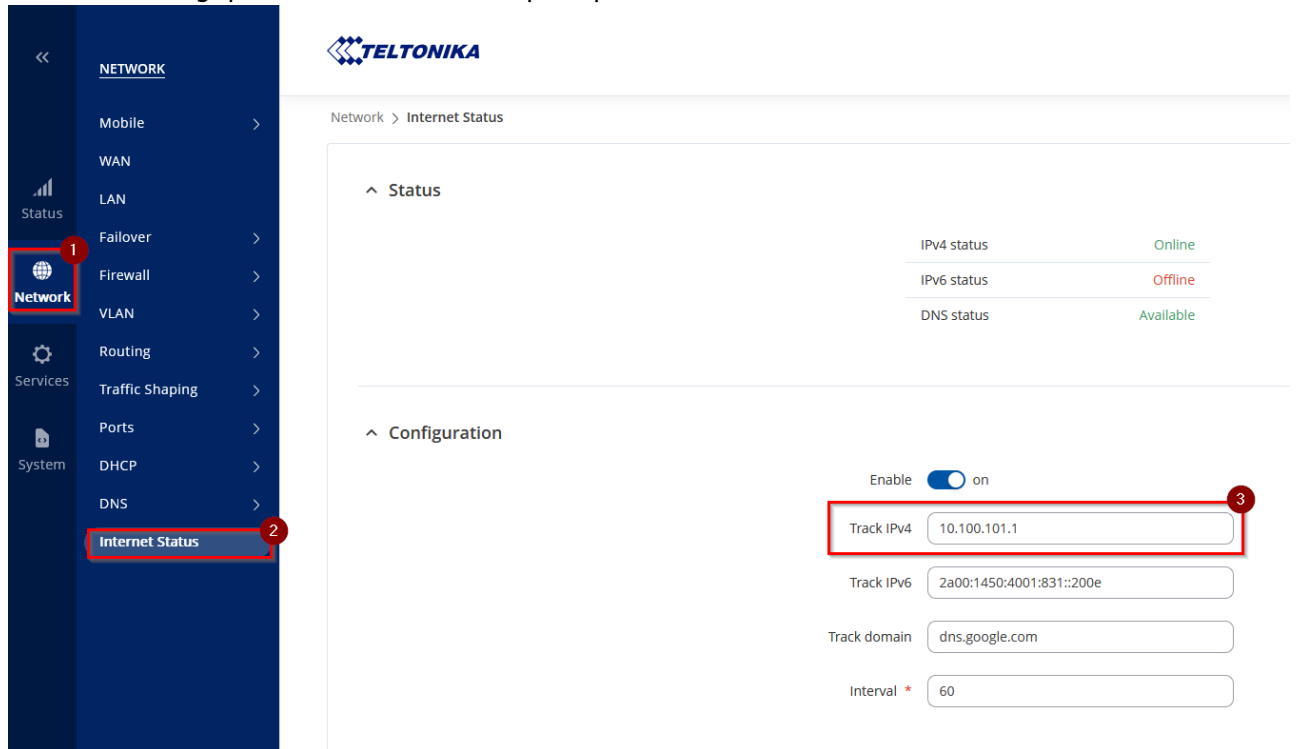 «
Status
1
Network
Services
System
NETWORK
Mobile
WAN
LAN
Failover
Firewall
VLAN
Routing
Traffic Shaping
Ports
DHCP
DNS
2
Internet Status
TELTONIKA
Network > Internet Status
Status
IPv4 status Online
IPv6 status Offline
DNS status Available
Configuration
Enable on
3
Track IPv4 10.100.101.1
Track IPv6 2a00:1450:4001:831::200e
Track domain dns.google.com
Interval * 60